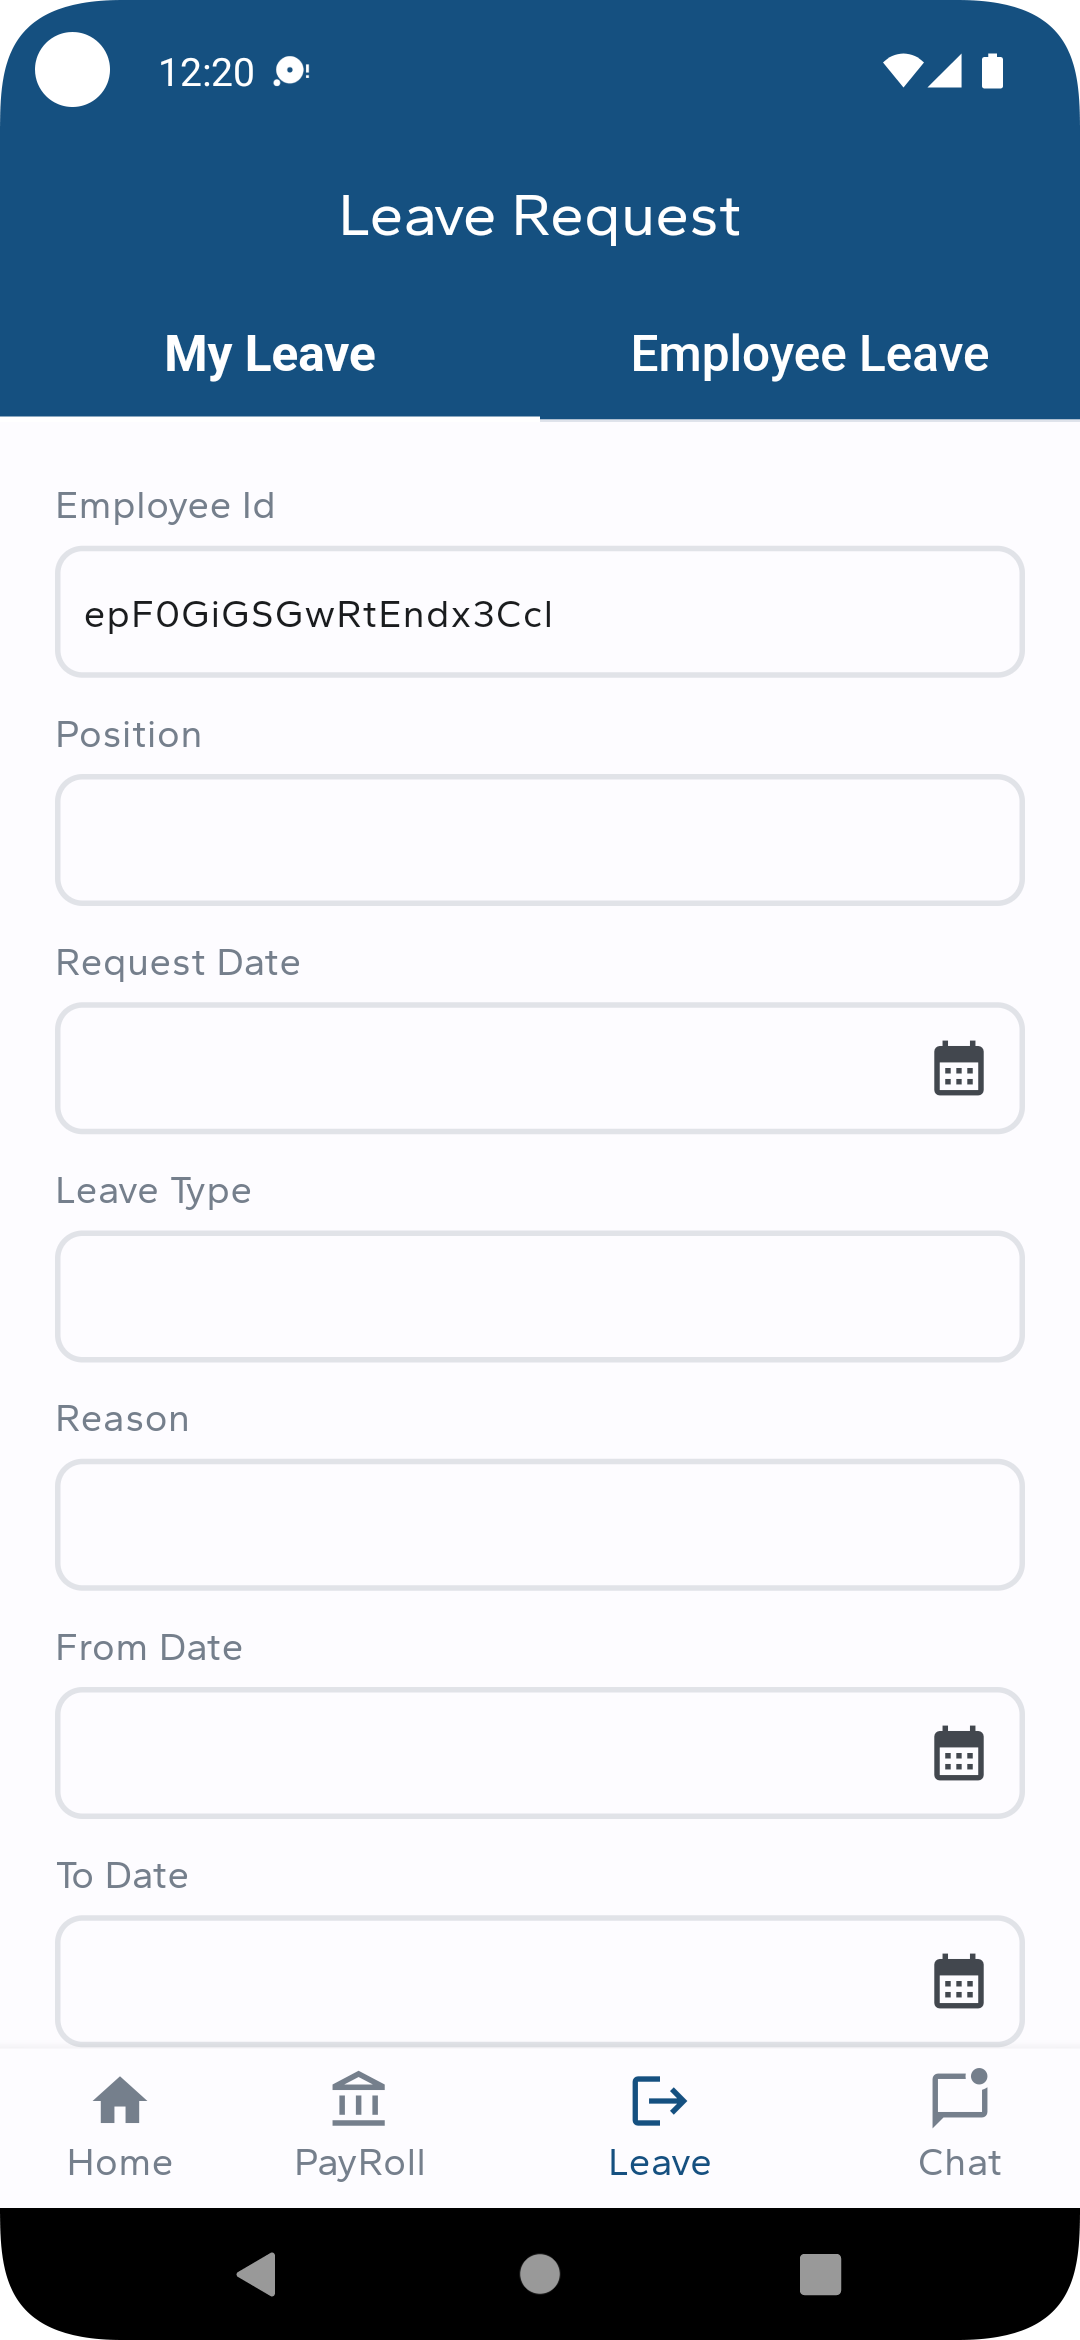 12:20
Leave Request
My Leave
Employee Leave
Employee Id
epF0GiGSGwRtEndx3Ccl
Position
Request Date
Leave Type
Reason
From Date
To Date
Home
PayRoll
Leave
Chat